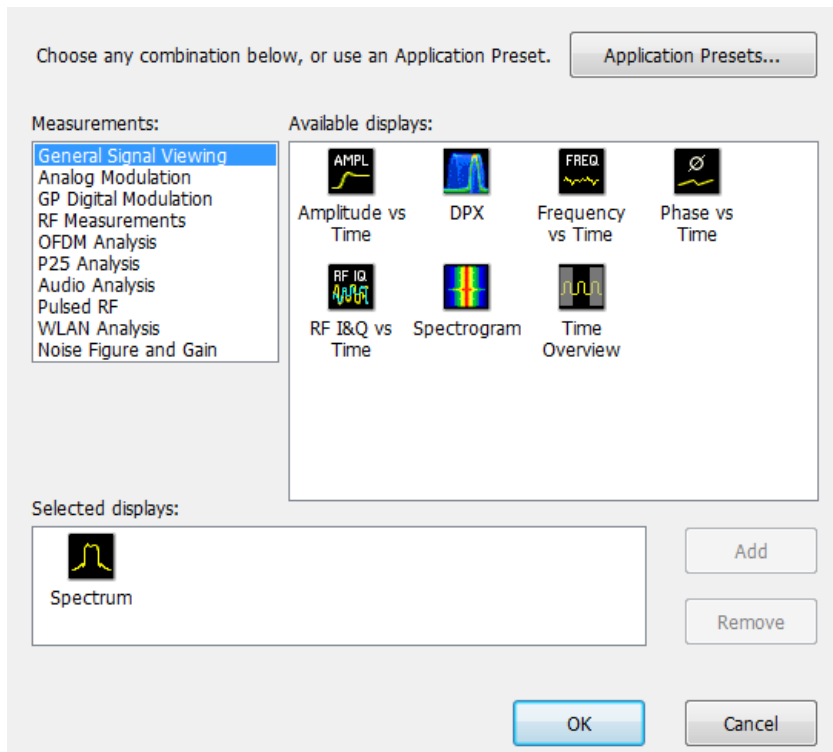 Choose any combination below, or use an Application Preset.
Application Presets...
Measurements:
Available displays:
General Signal Viewing
Analog Modulation
GP Digital Modulation
RF Measurements
OFDM Analysis
P25 Analysis
Audio Analysis
Pulsed RF
WLAN Analysis
Noise Figure and Gain
AMPL
FREQ
Ø
Amplitude vs
Time
DPX
Frequency
vs Time
Phase vs
Time
RF IQ
RF I&Q vs
Time
Spectrogram
Time
Overview
Selected displays:
Spectrum
Add
Remove
OK
Cancel